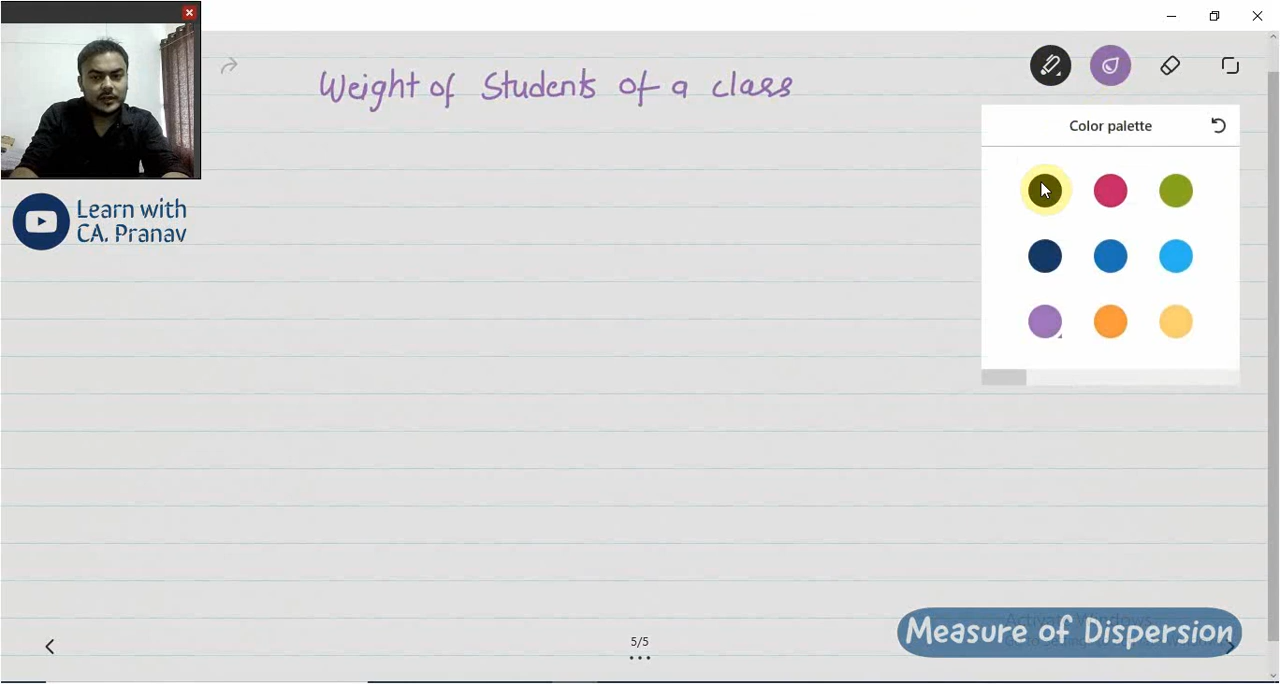 Weight of Students of a class
Color palette
Learn with
CA. Pranav
5/5
Measure of Dispersion